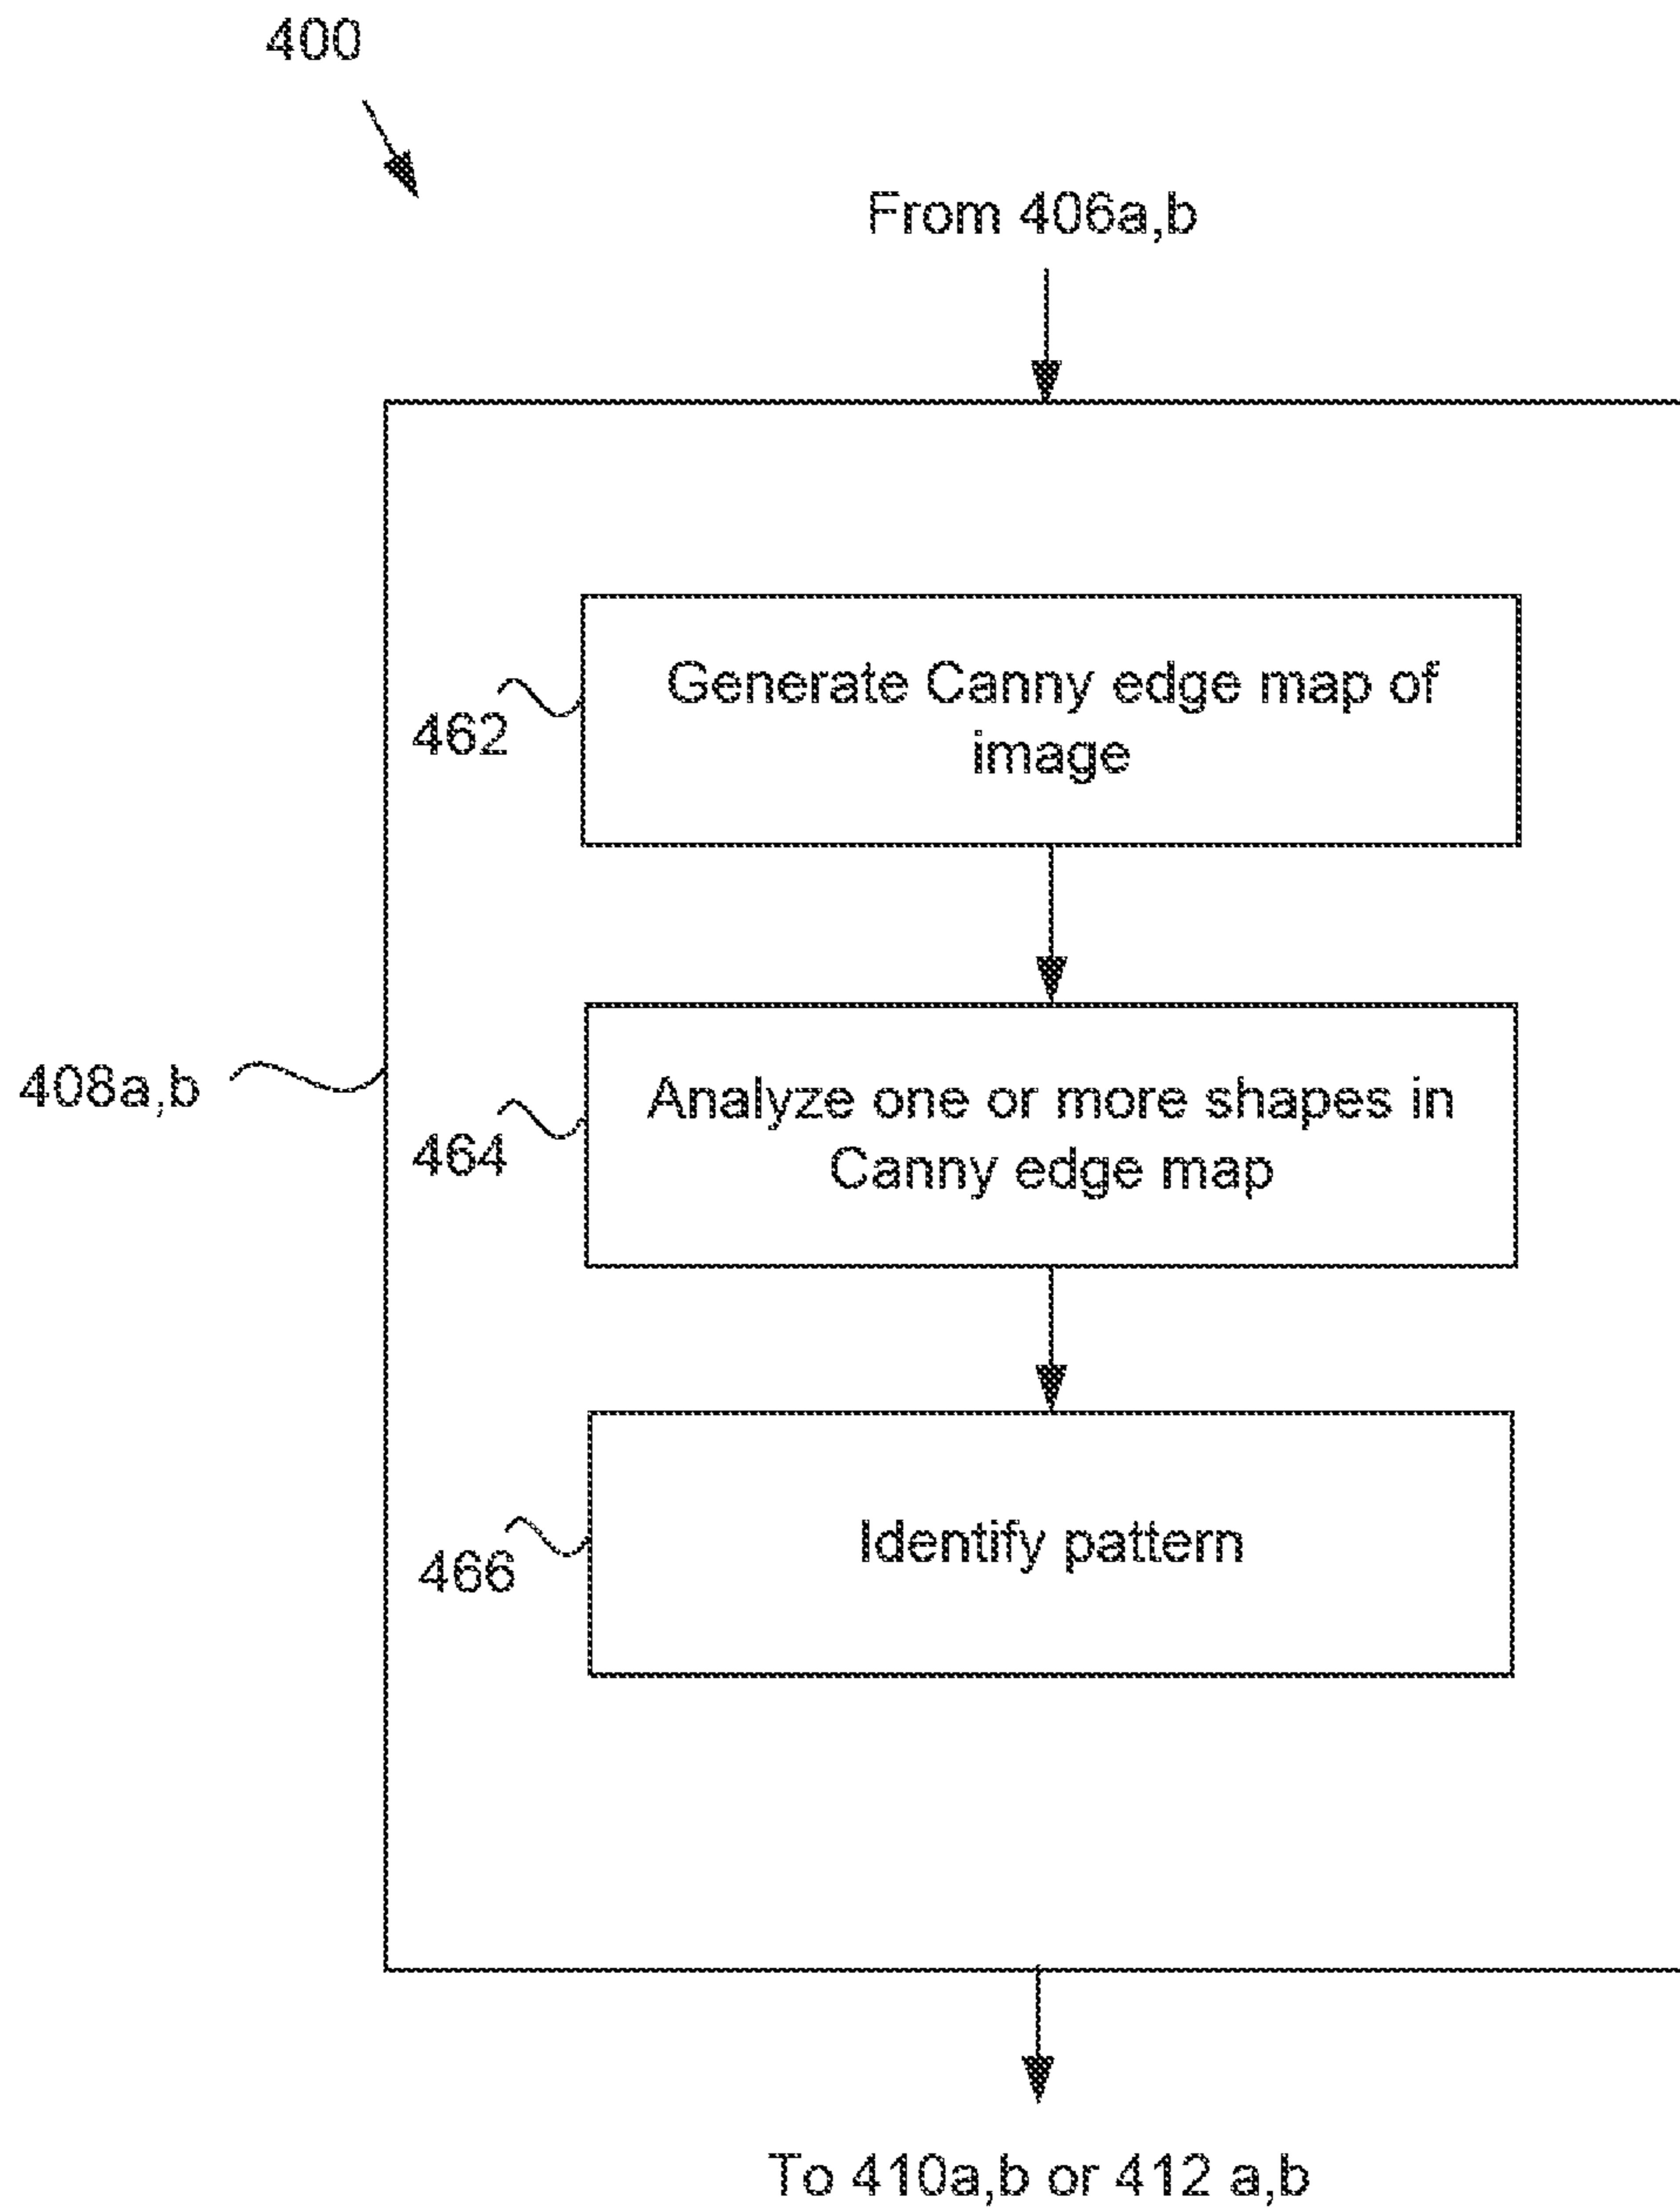 400
From 406a,b
Generate Canny edge map of
image
462
Analyze one or more shapes in
Canny edge map
408a,b
464
Identify pattern
466
To 410a,b or 412 a,b